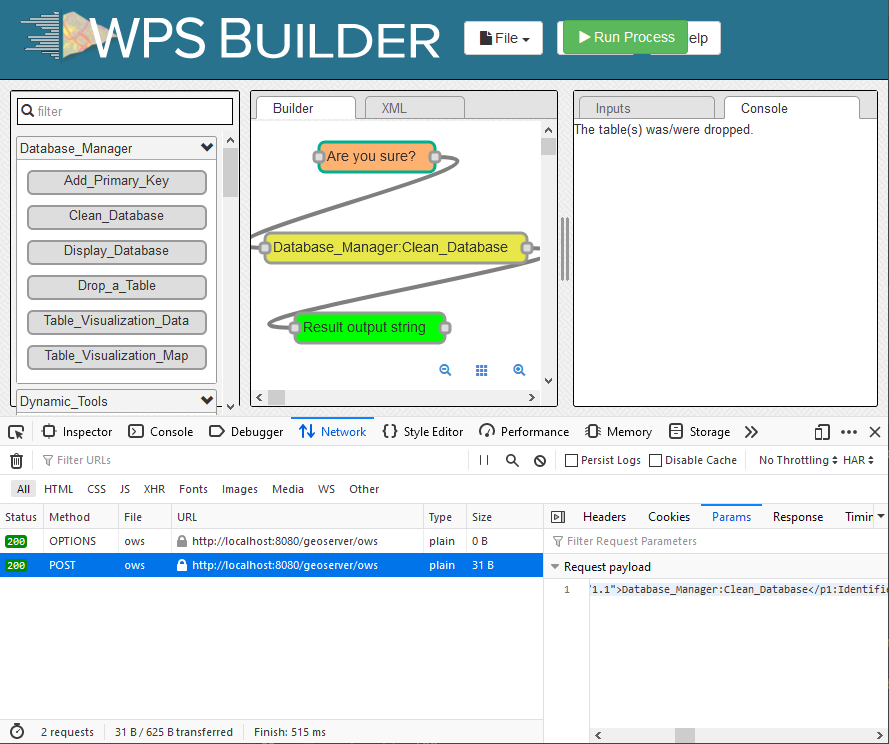 WPS BUILDER
File
Run Process
elp
filter
Database_Manager
Add_Primary_Key
Clean_Database
Display_Database
Drop_a_Table
Table_Visualization_Data
Table_Visualization_Map
Dynamic_Tools
Builder
XML
Are you sure?
Database_Manager:Clean_Database
Result output string
Inputs
Console
The table(s) was/were dropped.
Inspector
Console
Debugger
Network
Style Editor
Performance
Memory
Storage
Filter URLs
Persist Logs
Disable Cache
No Throttling
HAR
All
HTML
CSS
JS
XHR
Fonts
Images
Media
WS
Other
Status
Method
File
URL
Type
Size
200 OPTIONS ows http://localhost:8080/geoserver/ows plain 0 B
200 POST ows http://localhost:8080/geoserver/ows plain 31 B
Headers
Cookies
Params
Response
Timin
Filter Request Parameters
Request payload
1 "1.1">Database_Manager:Clean_Database</p1:Identifie
2 requests
31 B / 625 B transferred
Finish: 515 ms